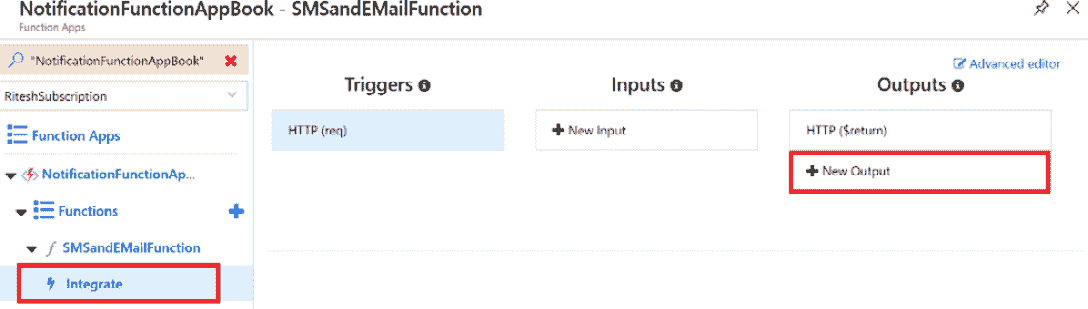 NotificationFunctionAppBook - SMSandEMailFunction
Function Apps
"NotificationFunctionAppBook"
RiteshSubscription
Function Apps
NotificationFunctionAp...
Functions
SMSandEMailFunction
Integrate
Advanced editor
Triggers
Inputs
Outputs
HTTP (req)
New Input
HTTP ($return)
New Output